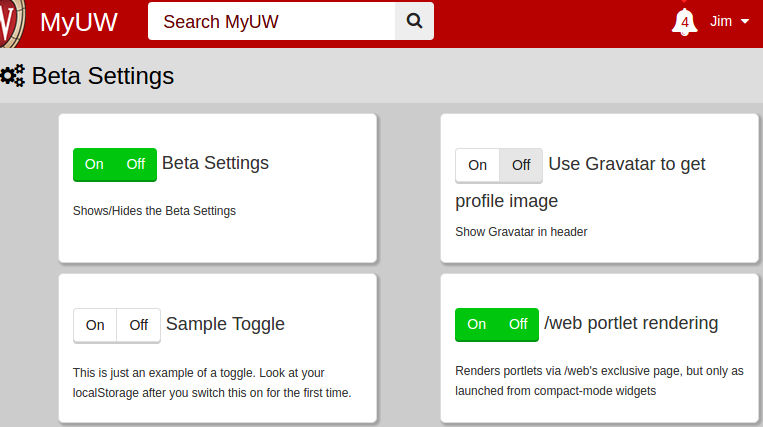 W MyUW Search MyUW 4 Jim
Beta Settings
On Off Beta Settings
Shows/Hides the Beta Settings
On Off Use Gravatar to get
profile image
Show Gravatar in header
On Off Sample Toggle
This is just an example of a toggle. Look at your
localStorage after you switch this on for the first time.
On Off /web portlet rendering
Renders portlets via /web's exclusive page, but only as
launched from compact-mode widgets